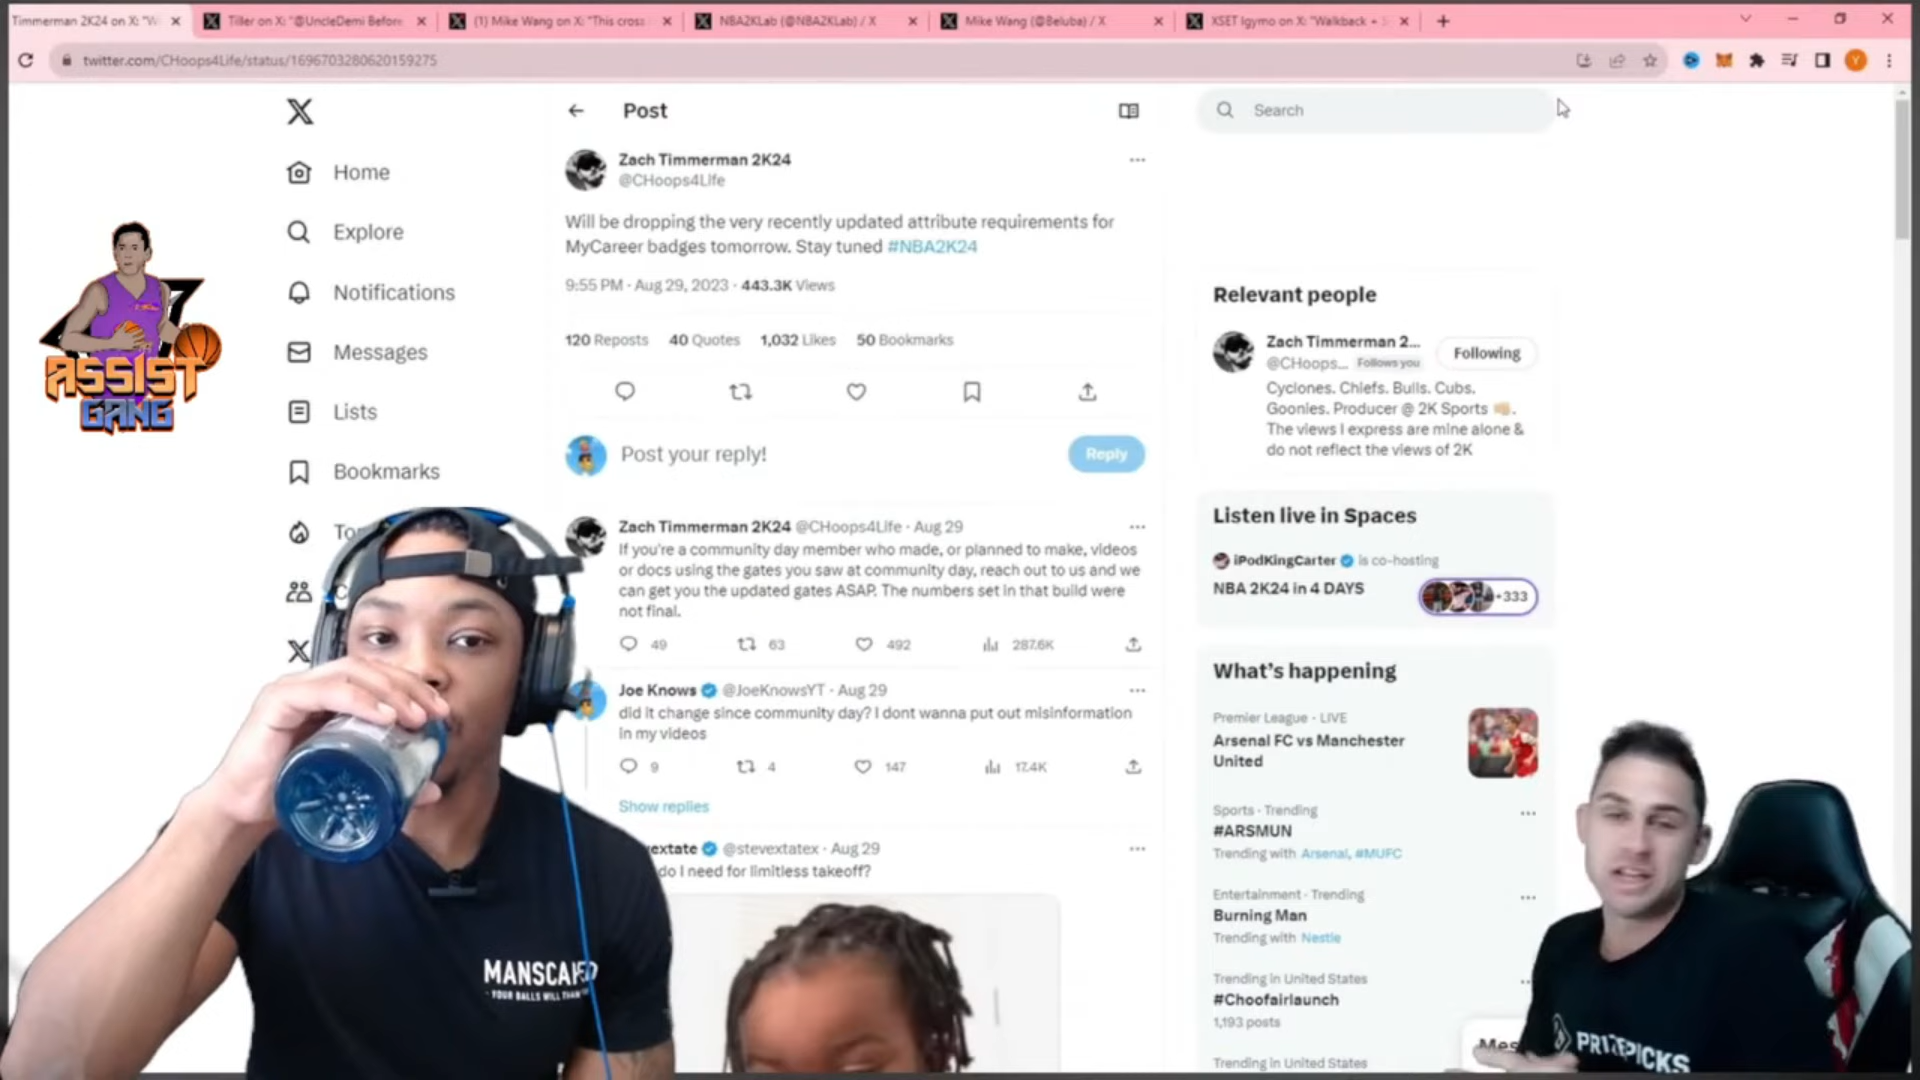 Timmerman 2K24 on X: "W
Tiller on X: "@UncleDemi Before
(1) Mike Wang on X: "This cross
NBA2KLab (@NBA2KLab) / X
Mike Wang (@Beluba) / X
XSET Igymo on X: "Walkback +
twitter.com/CHoops4Life/status/1696703280620159275
Home
Explore
Notifications
Messages
Lists
Bookmarks
ASSIST
GANG
Post
Zach Timmerman 2K24
@CHoops4Life
Will be dropping the very recently updated attribute requirements for
MyCareer badges tomorrow. Stay tuned #NBA2K24
9:55 PM · Aug 29, 2023 · 443.3K Views
120 Reposts 40 Quotes 1,032 Likes 50 Bookmarks
Post your reply!
Reply
Zach Timmerman 2K24 @CHoops4Life · Aug 29
If you're a community day member who made, or planned to make, videos
or docs using the gates you saw at community day, reach out to us and we
can get you the updated gates ASAP. The numbers set in that build were
not final.
49 63 492 287.6K
Joe Knows @JoeKnowsYT · Aug 29
did it change since community day? I dont wanna put out misinformation
in my videos
9 4 147 17.4K
Show replies
extate @stevextatex · Aug 29
do I need for limitless takeoff?
Search
Relevant people
Zach Timmerman 2...
@CHoops... Follows you
Following
Cyclones. Chiefs. Bulls. Cubs.
Goonies. Producer @ 2K Sports 👊🏼.
The views I express are mine alone &
do not reflect the views of 2K
Listen live in Spaces
iPodKingCarter is co-hosting
NBA 2K24 in 4 DAYS
+333
What's happening
Premier League · LIVE
Arsenal FC vs Manchester
United
Sports · Trending
#ARSMUN
Trending with Arsenal, #MUFC
Entertainment · Trending
Burning Man
Trending with Nestle
Trending in United States
#Choofairlaunch
1,193 posts
Trending in United States
Mes
MANSCAPED
YOUR BALLS WILL
PRIZEPICKS